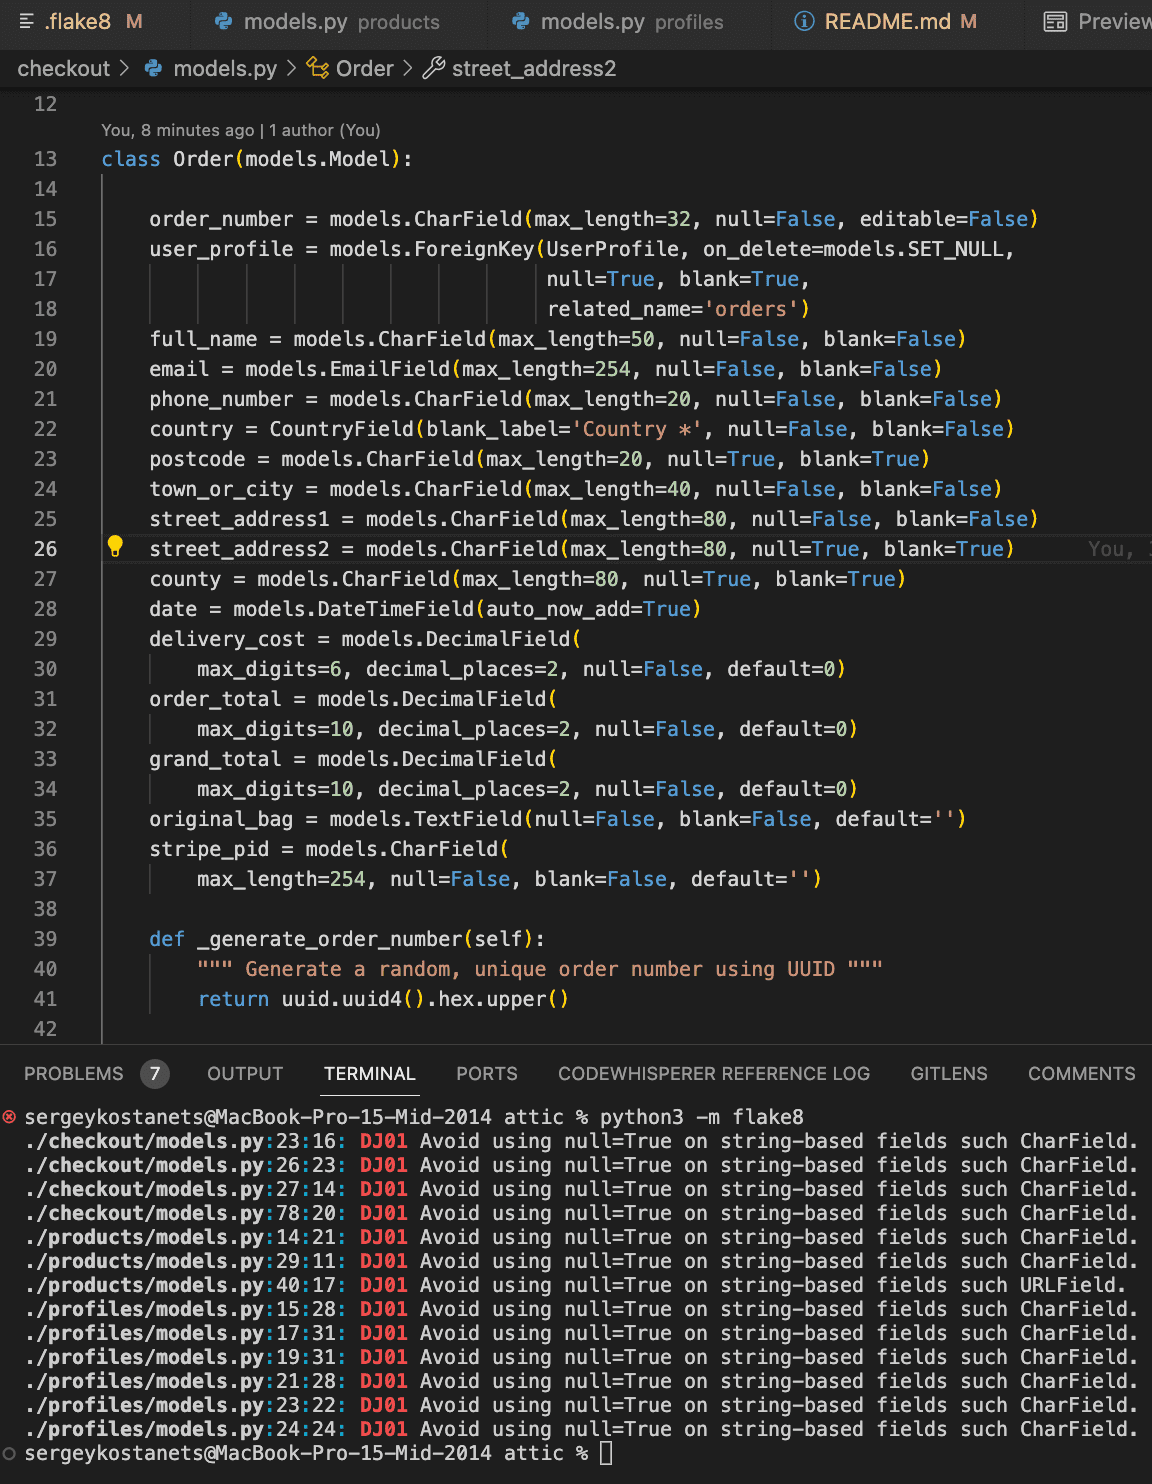 .flake8 M models.py products models.py profiles README.md M Preview
checkout > models.py > Order > street_address2
12
You, 8 minutes ago | 1 author (You)
13 class Order(models.Model):
14
15 order_number = models.CharField(max_length=32, null=False, editable=False)
16 user_profile = models.ForeignKey(UserProfile, on_delete=models.SET_NULL,
17 null=True, blank=True,
18 related_name='orders')
19 full_name = models.CharField(max_length=50, null=False, blank=False)
20 email = models.EmailField(max_length=254, null=False, blank=False)
21 phone_number = models.CharField(max_length=20, null=False, blank=False)
22 country = CountryField(blank_label='Country *', null=False, blank=False)
23 postcode = models.CharField(max_length=20, null=True, blank=True)
24 town_or_city = models.CharField(max_length=40, null=False, blank=False)
25 street_address1 = models.CharField(max_length=80, null=False, blank=False)
26 street_address2 = models.CharField(max_length=80, null=True, blank=True) You,
27 county = models.CharField(max_length=80, null=True, blank=True)
28 date = models.DateTimeField(auto_now_add=True)
29 delivery_cost = models.DecimalField(
30 max_digits=6, decimal_places=2, null=False, default=0)
31 order_total = models.DecimalField(
32 max_digits=10, decimal_places=2, null=False, default=0)
33 grand_total = models.DecimalField(
34 max_digits=10, decimal_places=2, null=False, default=0)
35 original_bag = models.TextField(null=False, blank=False, default='')
36 stripe_pid = models.CharField(
37 max_length=254, null=False, blank=False, default='')
38
39 def _generate_order_number(self):
40 """ Generate a random, unique order number using UUID """
41 return uuid.uuid4().hex.upper()
42
PROBLEMS 7 OUTPUT TERMINAL PORTS CODEWHISPERER REFERENCE LOG GITLENS COMMENTS
sergeykostanets@MacBook-Pro-15-Mid-2014 attic % python3 -m flake8
./checkout/models.py:23:16: DJ01 Avoid using null=True on string-based fields such CharField.
./checkout/models.py:26:23: DJ01 Avoid using null=True on string-based fields such CharField.
./checkout/models.py:27:14: DJ01 Avoid using null=True on string-based fields such CharField.
./checkout/models.py:78:20: DJ01 Avoid using null=True on string-based fields such CharField.
./products/models.py:14:21: DJ01 Avoid using null=True on string-based fields such CharField.
./products/models.py:29:11: DJ01 Avoid using null=True on string-based fields such CharField.
./products/models.py:40:17: DJ01 Avoid using null=True on string-based fields such URLField.
./profiles/models.py:15:28: DJ01 Avoid using null=True on string-based fields such CharField.
./profiles/models.py:17:31: DJ01 Avoid using null=True on string-based fields such CharField.
./profiles/models.py:19:31: DJ01 Avoid using null=True on string-based fields such CharField.
./profiles/models.py:21:28: DJ01 Avoid using null=True on string-based fields such CharField.
./profiles/models.py:23:22: DJ01 Avoid using null=True on string-based fields such CharField.
./profiles/models.py:24:24: DJ01 Avoid using null=True on string-based fields such CharField.
sergeykostanets@MacBook-Pro-15-Mid-2014 attic %